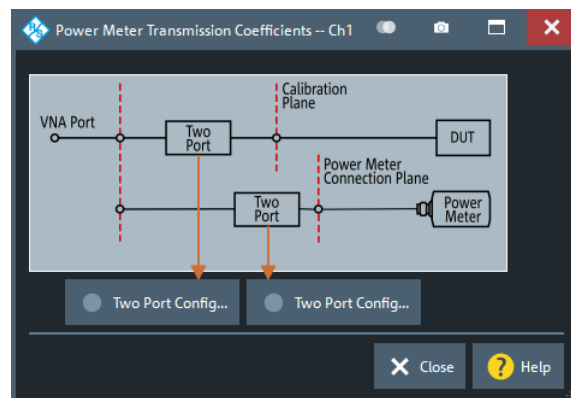 Power Meter Transmission Coefficients -- Ch1
Calibration
Plane
VNA Port
Two
Port
DUT
Power Meter
Connection Plane
Two
Port
Power
Meter
Two Port Config...
Two Port Config...
Close
? Help